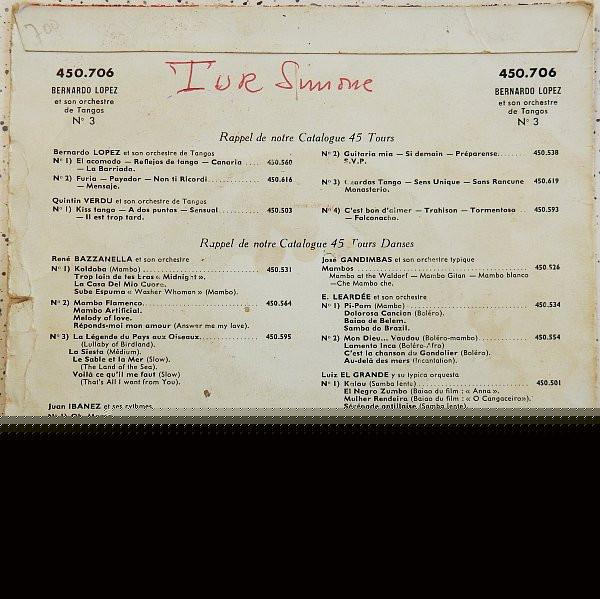 700
450.706
BERNARDO LOPEZ
et son orchestre
de Tangos
N° 3
Tur Simone
450.706
BERNARDO LOPEZ
et son orchestre
de Tangos
N° 3
Rappel de notre Catalogue 45 Tours
Bernardo LOPEZ et son orchestre de Tangos
N° 1) El acomodo — Reflejos de tango — Canaria .... 450.560
— La Barriada.
N° 2) Furia — Payador — Non ti Ricordi .......... 450.616
— Mensaje.
Quintin VERDU et son orchestre de Tangos
N° 1) Kiss tango — A dos puntas — Sensual ........ 450.503
— Il est trop tard.
N° 2) Guitaria mia — Si demain — Préparense....... 450.538
S.V.P.
N° 3) Czardas Tango — Sens Unique — Sans Rancune 450.619
Monasterio.
N° 4) C'est bon d'aimer — Trahison — Tormentosa .. 450.593
— Falconacho.
Rappel de notre Catalogue 45 Tours Danses
René BAZZANELLA et son orchestre
N° 1) Koldoba (Mambo) .................... 450.531
Trop loin de tes bras « Midnight ».
La Casa Del Mio Cuore.
Sube Espuma « Washer Whoman » (Mambo).
N° 2) Mambo Flamenco. .................... 450.564
Mambo Artificial.
Melody of love.
Réponds-moi mon amour (Answer me my love).
N° 3) La Légende du Pays aux Oiseaux. .......... 450.595
(Lullaby of Birdland).
La Siesta (Médium).
Le Sable et la Mer (Slow).
(The Land of the Sea).
Voilà ce qu'il me faut (Slow)
(That's All I want from You).
Juan IBANEZ et ses rythmes
José GANDIMBAS et son orchestre typique
Mambos .................... 450.526
Mambo at the Waldorf — Mambo Gilan — Mambo blanco
—Che Mambo che.
E. LEARDÉE et son orchestre
N° 1) Pi-Pam (Mambo) .................... 450.534
Dolorosa Cancion (Boléro).
Baiao de Belem.
Samba do Brazil.
N° 2) Mon Dieu... Vaudou (Boléro-mambo) .......... 450.554
Lamento Inca (Boléro-Afro)
C'est la chanson du Gondolier (Boléro).
Au-delà des mers (Incantation).
Luiz EL GRANDE y su typica orquesta
N° 1) Kalou (Samba lente) .................... 450.501
El Negro Zumbo (Baiao du film : « Anna ».
Mulher Rendeira (Baiao du film : « O Cangaceiro»).
Sérénade antillaise (Samba lente).